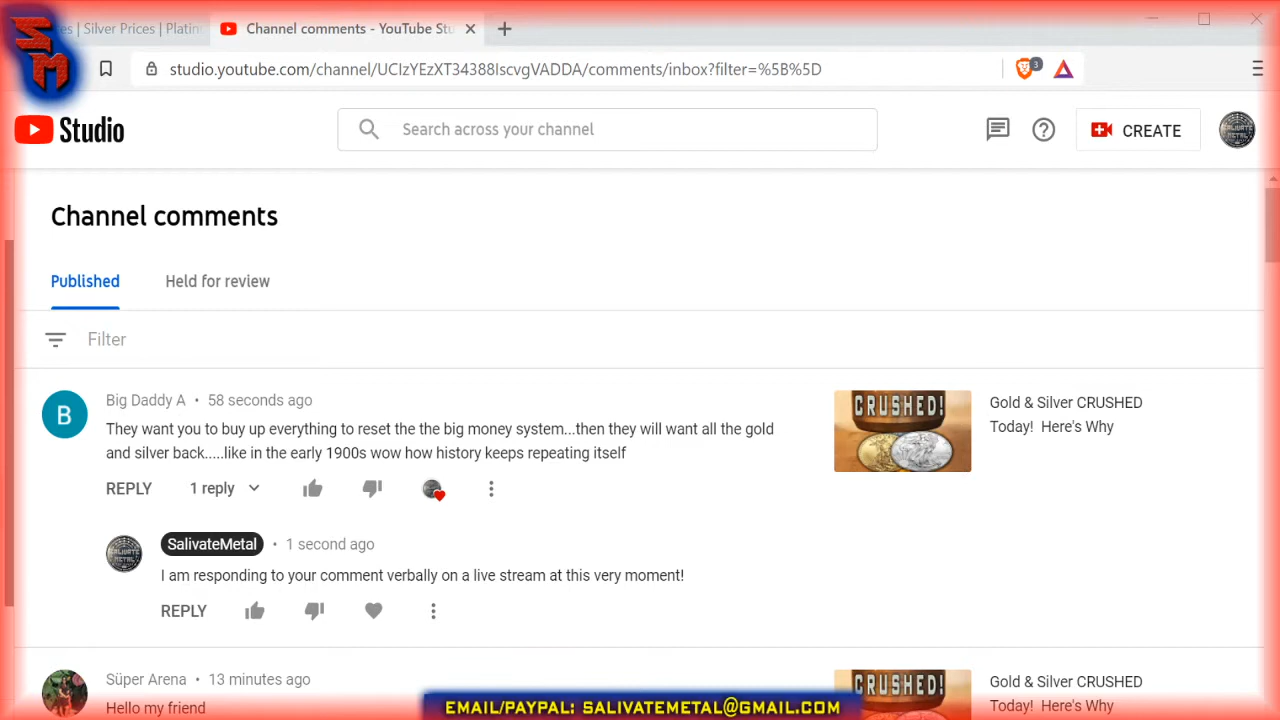 SM
es | Silver Prices | Platin
Channel comments - YouTube Stu
studio.youtube.com/channel/UCIzYEzXT34388lscvgVADDA/comments/inbox?filter=%5B%5D
3
Studio
Search across your channel
CREATE
Channel comments
Published
Held for review
Filter
B
Big Daddy A • 58 seconds ago
They want you to buy up everything to reset the the big money system...then they will want all the gold
and silver back.....like in the early 1900s wow how history keeps repeating itself
REPLY
1 reply
CRUSHED!
Gold & Silver CRUSHED
Today! Here's Why
SALIVATE
METAL
SalivateMetal • 1 second ago
I am responding to your comment verbally on a live stream at this very moment!
REPLY
Süper Arena • 13 minutes ago
Hello my friend
CRUSHED!
Gold & Silver CRUSHED
Today! Here's Why
EMAIL/PAYPAL: SALIVATEMETAL@GMAIL.COM